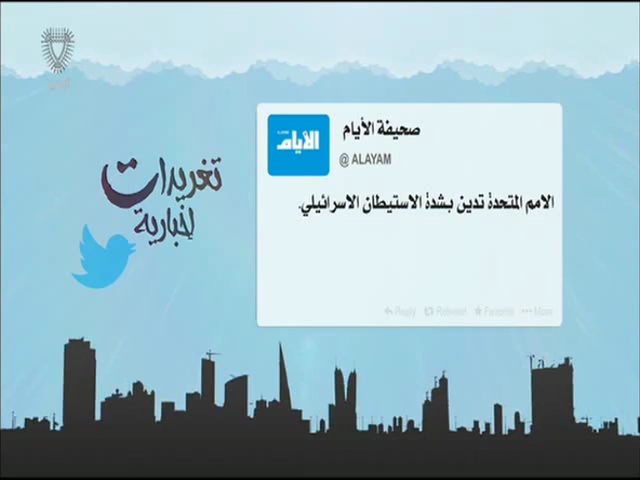 صحيفة الأيام
@ ALAYAM
الأيام
تغريدات
إخبارية
الامم المتحدة تدين بشدة الاستيطان الاسرائيلي.
Reply Retweet Favorite More